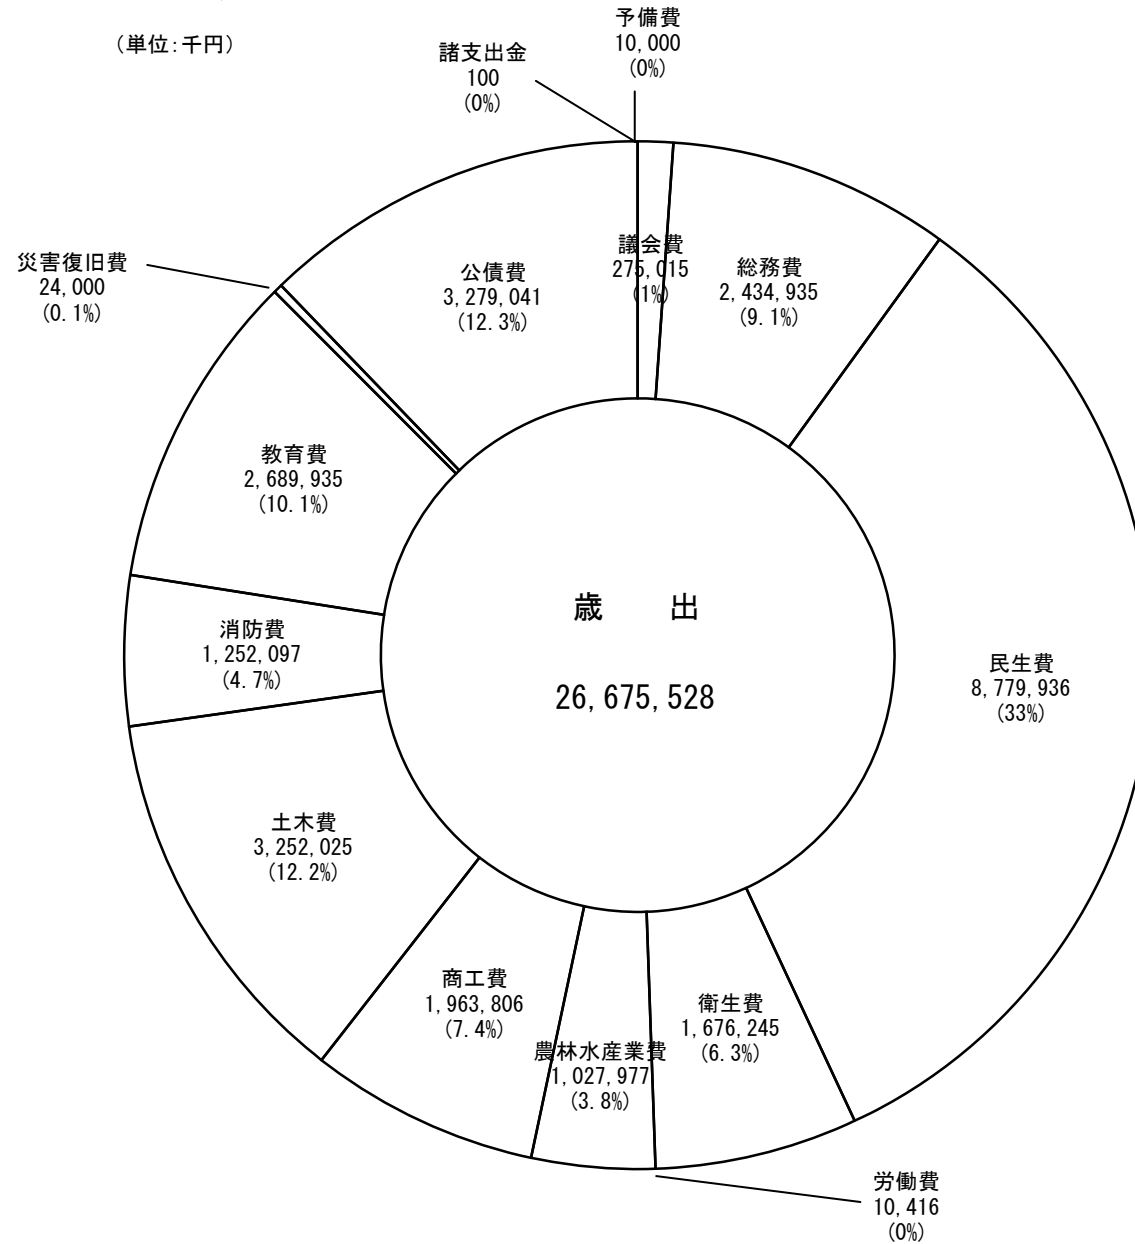 （単位：千円）
予備費
10,000
(0%)
諸支出金
100
(0%)
議会費
275,015
(1%)
総務費
2,434,935
(9.1%)
公債費
3,279,041
(12.3%)
災害復旧費
24,000
(0.1%)
教育費
2,689,935
(10.1%)
消防費
1,252,097
(4.7%)
歳　出
26,675,528
民生費
8,779,936
(33%)
土木費
3,252,025
(12.2%)
商工費
1,963,806
(7.4%)
農林水産業費
1,027,977
(3.8%)
衛生費
1,676,245
(6.3%)
労働費
10,416
(0%)